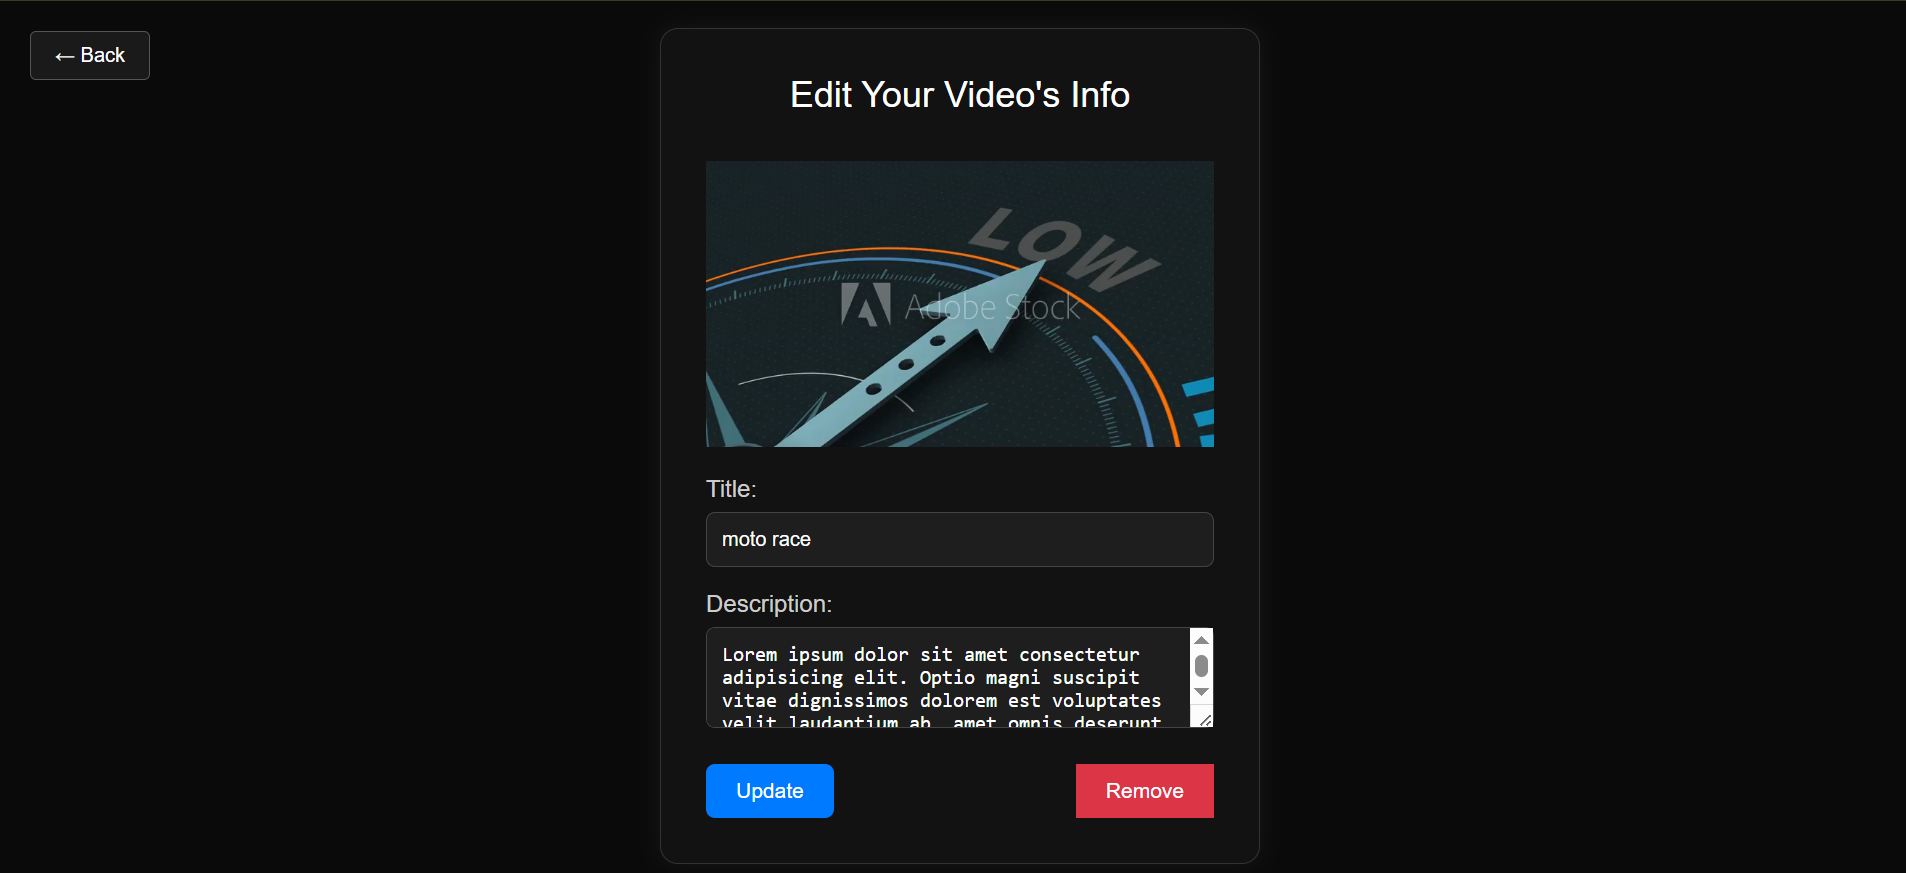 ← Back
Edit Your Video's Info
LOW
Adobe Stock
Title:
moto race
Description:
Lorem ipsum dolor sit amet consectetur
adipisicing elit. Optio magni suscipit
vitae dignissimos dolorem est voluptates
velit laudantium ab, amet omnis deserunt
Update
Remove